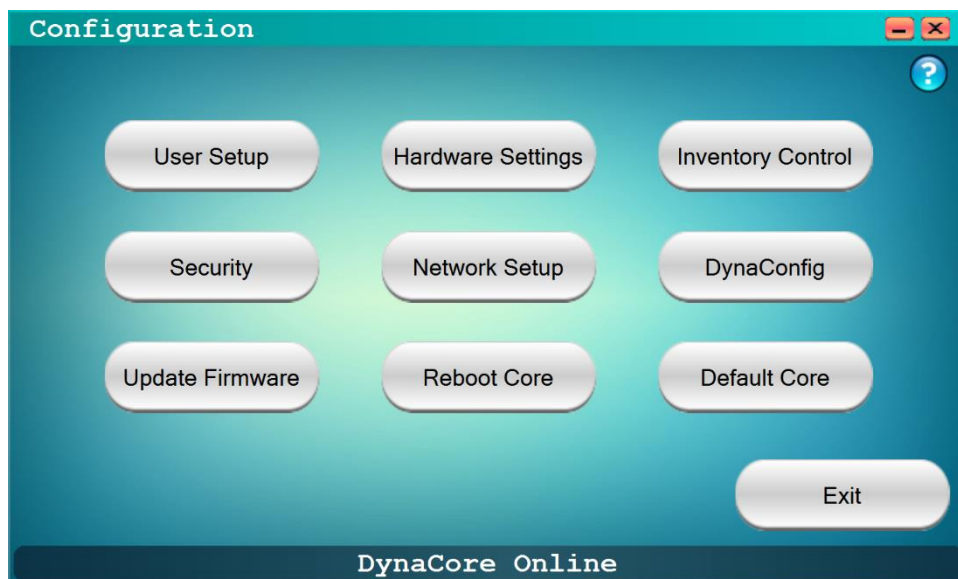 Configuration
?
User Setup
Hardware Settings
Inventory Control
Security
Network Setup
DynaConfig
Update Firmware
Reboot Core
Default Core
Exit
DynaCore Online